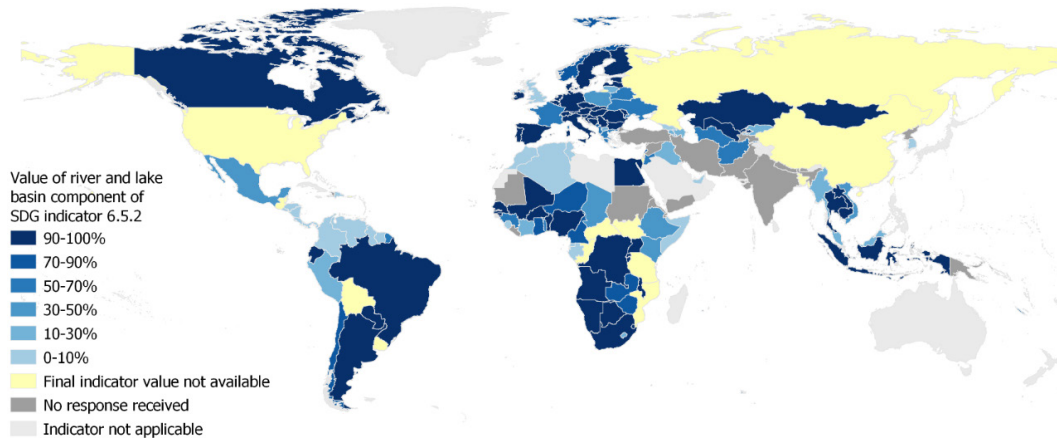 Value of river and lake
basin component of
SDG indicator 6.5.2
90-100%
70-90%
50-70%
30-50%
10-30%
0-10%
Final indicator value not available
No response received
Indicator not applicable